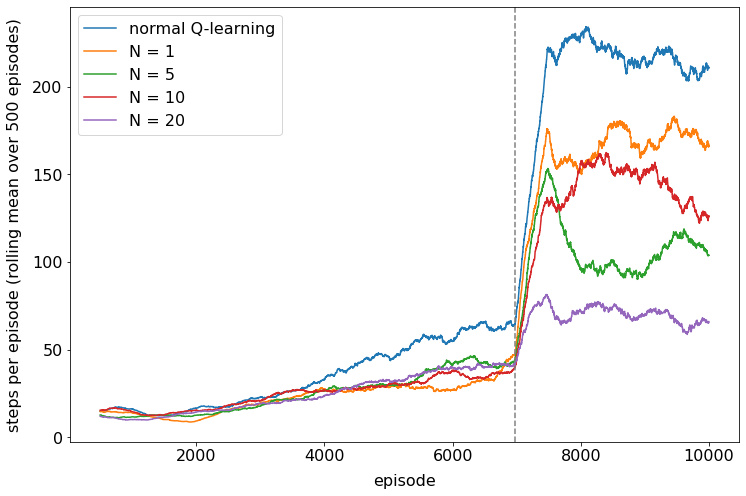 normal Q-learning
N = 1
N = 5
N = 10
N = 20
steps per episode (rolling mean over 500 episodes)
200
150
100
50
0
2000 4000 6000 8000 10000
episode